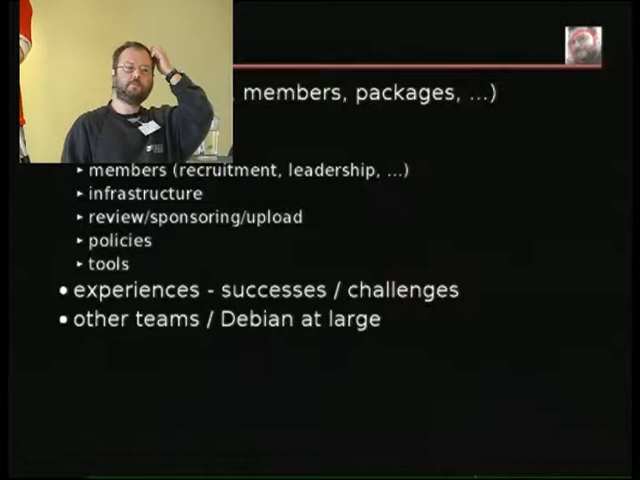 , members, packages, ...)
▸ members (recruitment, leadership, ...)
▸ infrastructure
▸ review/sponsoring/upload
▸ policies
▸ tools
• experiences - successes / challenges
• other teams / Debian at large